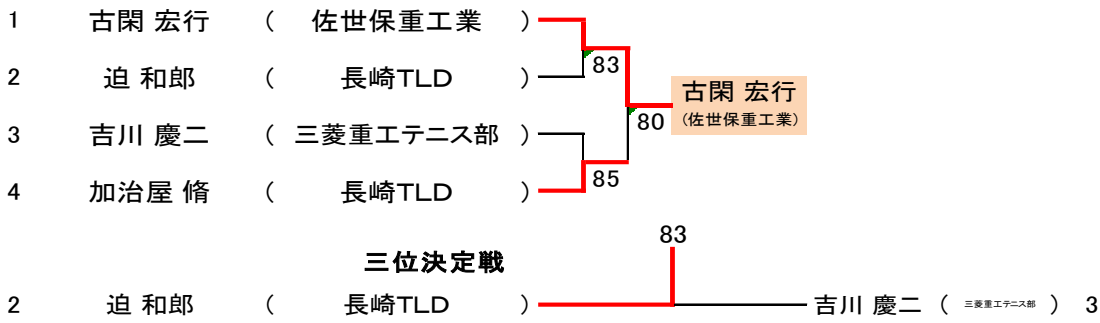 1 古閑 宏行 ( 佐世保重工業 )
83
2 迫 和郎 ( 長崎TLD )
古閑 宏行
(佐世保重工業)
80
3 吉川 慶二 ( 三菱重工テニス部 )
85
4 加治屋 脩 ( 長崎TLD )
83
三位決定戦
2 迫 和郎 ( 長崎TLD ) 吉川 慶二 ( 三菱重工テニス部 ) 3